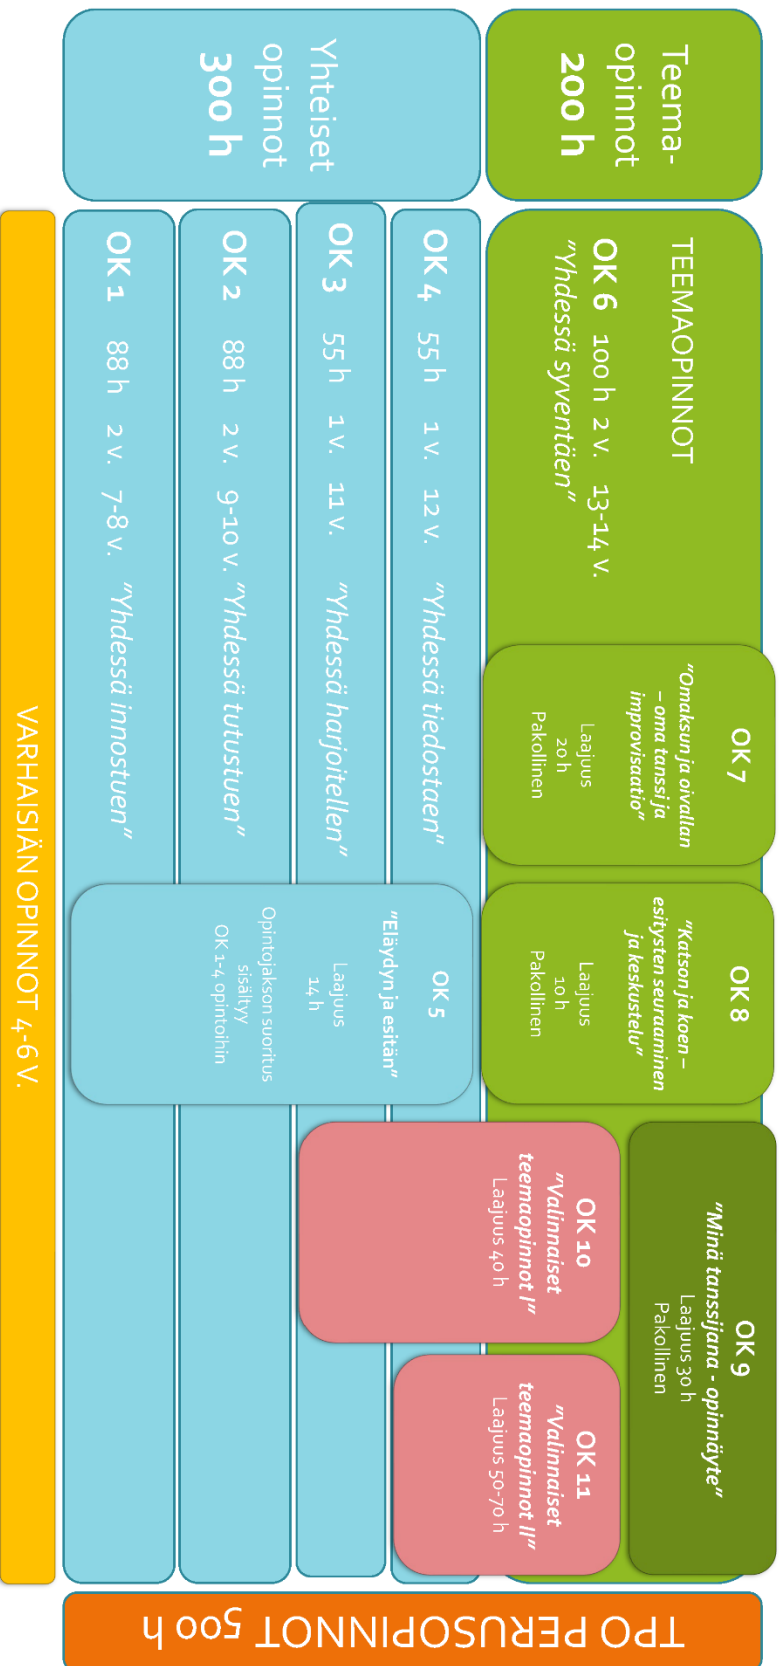 Teema-
opinnot
200 h
TEEMAOPINNOT
OK 6 100 h 2 v. 13-14 v.
”Yhdessä syventäen”
OK 7
”Omaksun ja oivallan
– oma tanssi ja
improvisaatio”
Laajuus
20 h
Pakollinen
OK 8
”Katson ja koen –
esitysten seuraaminen
ja keskustelu”
Laajuus
10 h
Pakollinen
OK 9
”Minä tanssijana - opinnäyte”
Laajuus 30 h
Pakollinen
OK 10
”Valinnaiset
teemaopinnot I”
Laajuus 40 h
OK 11
”Valinnaiset
teemaopinnot II”
Laajuus 50-70 h
Yhteiset
opinnot
300 h
OK 4 55 h 1 v. 12 v. ”Yhdessä tiedostaen”
OK 3 55 h 1 v. 11 v. ”Yhdessä harjoitellen”
OK 2 88 h 2 v. 9-10 v. ”Yhdessä tutustuen”
OK 1 88 h 2 v. 7-8 v. ”Yhdessä innostuen”
OK 5
”Eläydyn ja esitän”
Laajuus
14 h
Opintojakson suoritus
sisältyy
OK 1-4 opintoihin
VARHAISIÄN OPINNOT 4-6 V.
TPO PERUSOPINNOT 500 h